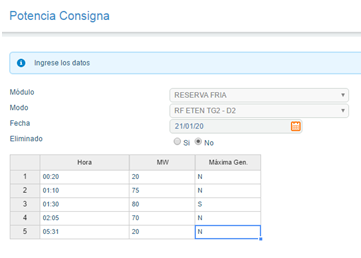 Potencia Consigna
Ingrese los datos
Módulo RESERVA FRIA
Modo RF ETEN TG2 - D2
Fecha 21/01/20
Eliminado SI No
Hora MW Máxima Gen.
1 00:20 20 N
2 01:10 75 N
3 01:30 80 S
4 02:05 70 N
5 05:31 20 N